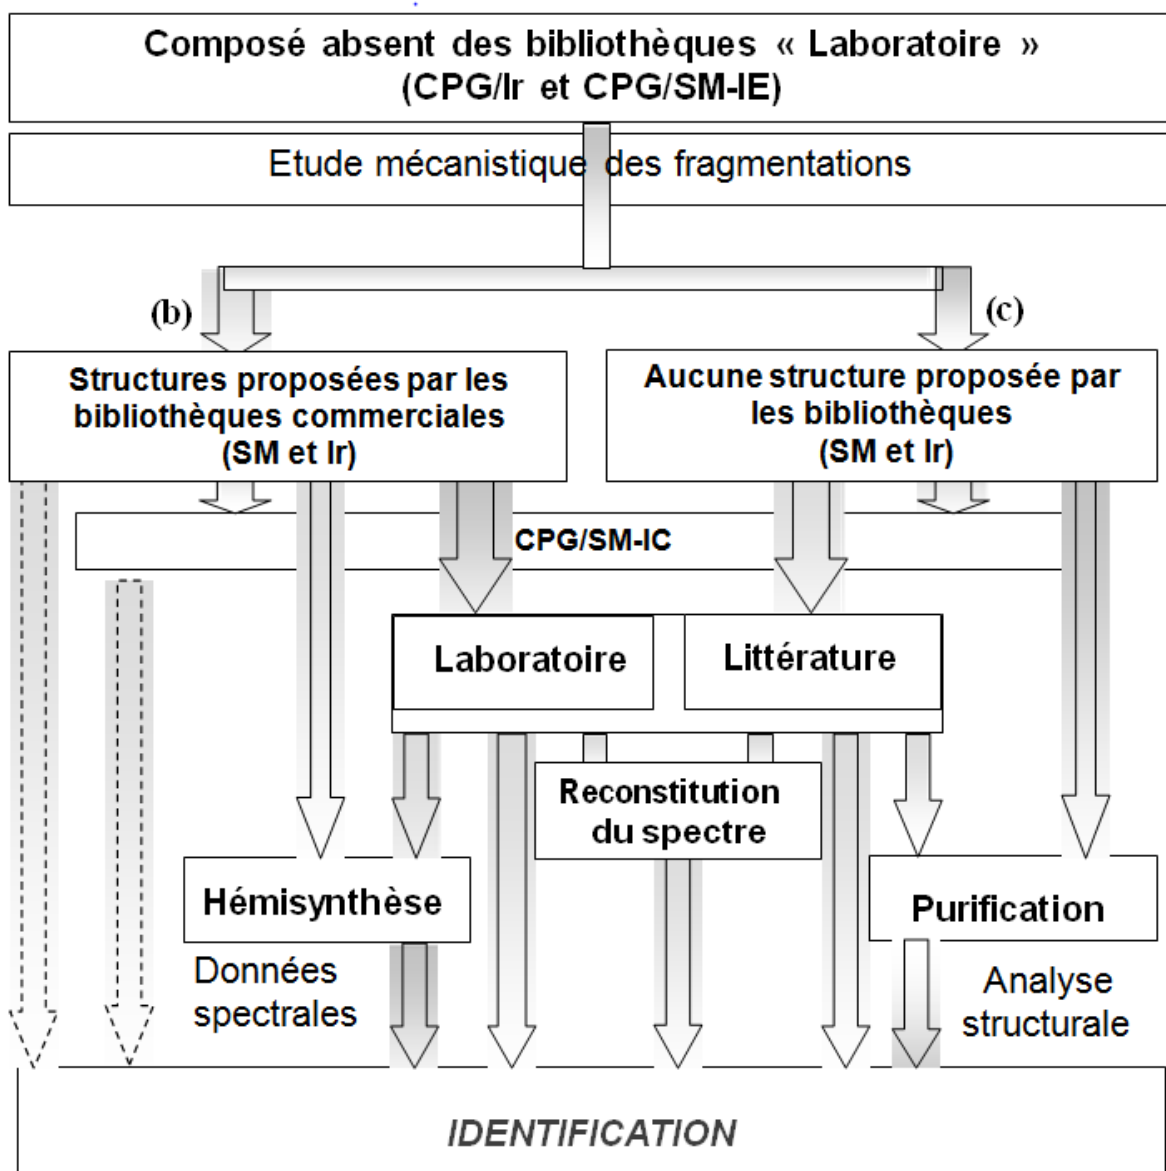 Composé absent des bibliothèques « Laboratoire »
(CPG/Ir et CPG/SM-IE)
Etude mécanistique des fragmentations
(b)
(c)
Structures proposées par les
bibliothèques commerciales
(SM et Ir)
Aucune structure proposée par
les bibliothèques
(SM et Ir)
CPG/SM-IC
Laboratoire
Littérature
Reconstitution
du spectre
Hémisynthèse
Purification
Données
spectrales
Analyse
structurale
IDENTIFICATION